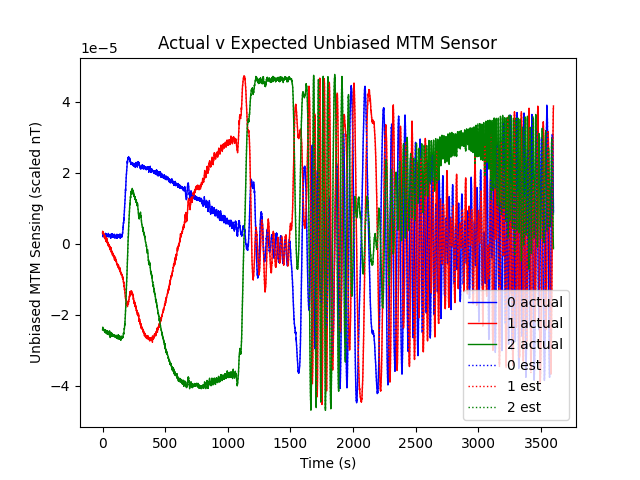 Actual v Expected Unbiased MTM Sensor
1e−5
Unbiased MTM Sensing (scaled nT)
4
2
0
−2
−4
0 actual
1 actual
2 actual
0 est
1 est
2 est
0 500 1000 1500 2000 2500 3000 3500
Time (s)